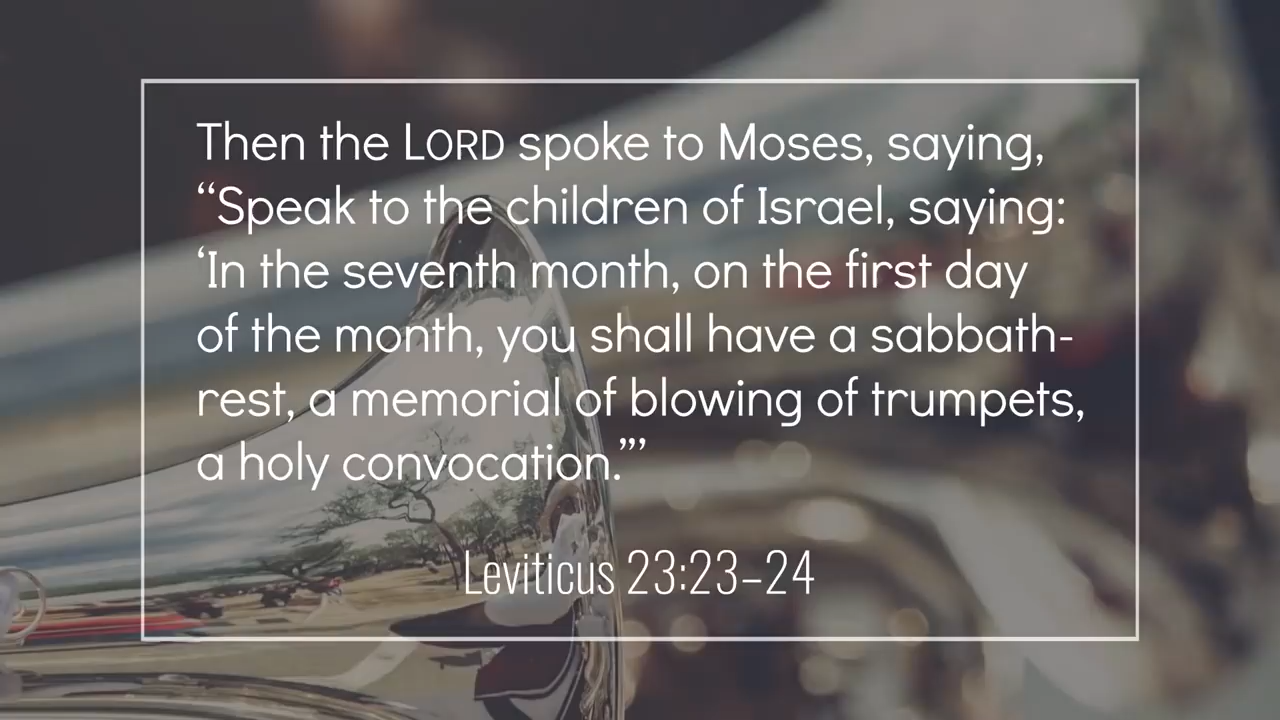 Then the LORD spoke to Moses, saying,
“Speak to the children of Israel, saying:
‘In the seventh month, on the first day
of the month, you shall have a sabbath-
rest, a memorial of blowing of trumpets,
a holy convocation.’”
Leviticus 23:23–24